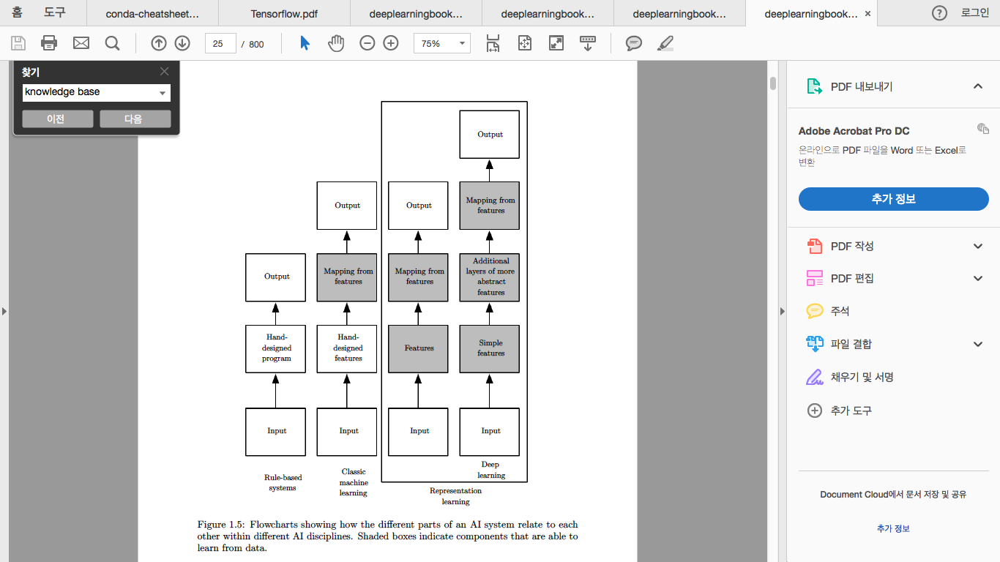 홈
도구
conda-cheatsheet...
Tensorflow.pdf
deeplearningbook...
deeplearningbook...
deeplearningbook...
deeplearningbook...
로그인
25
/ 800
75%
찾기
knowledge base
이전
다음
Output
Mapping from
features
Additional
layers of more
abstract
features
Simple
features
Input
Deep
learning
Output
Mapping from
features
Features
Input
Representation
learning
Output
Mapping from
features
Hand-
designed
features
Input
Classic
machine
learning
Output
Hand-
designed
program
Input
Rule-based
systems
Figure 1.5: Flowcharts showing how the different parts of an AI system relate to each
other within different AI disciplines. Shaded boxes indicate components that are able to
learn from data.
PDF 내보내기
Adobe Acrobat Pro DC
온라인으로 PDF 파일을 Word 또는 Excel로
변환
추가 정보
PDF 작성
PDF 편집
주석
파일 결합
채우기 및 서명
추가 도구
Document Cloud에서 문서 저장 및 공유
추가 정보